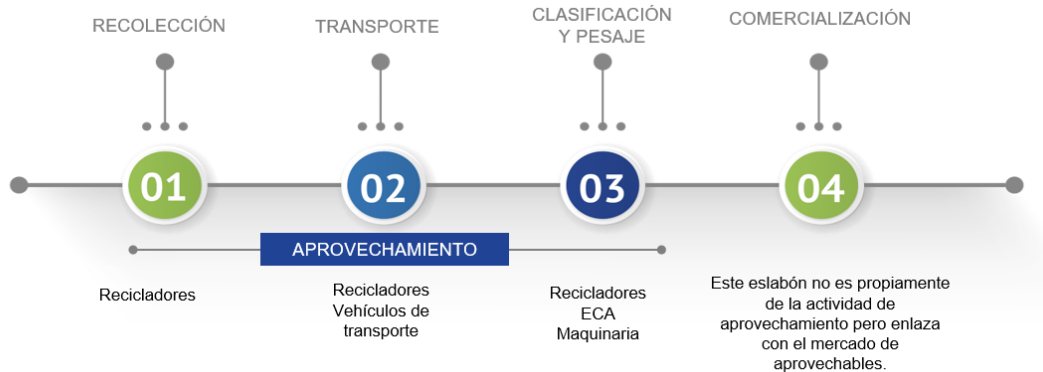 RECOLECCIÓN
TRANSPORTE
CLASIFICACIÓN
Y PESAJE
COMERCIALIZACIÓN
01
02
03
04
APROVECHAMIENTO
Recicladores
Recicladores
Vehículos de
transporte
Recicladores
ECA
Maquinaria
Este eslabón no es propiamente
de la actividad de
aprovechamiento pero enlaza
con el mercado de
aprovechables.